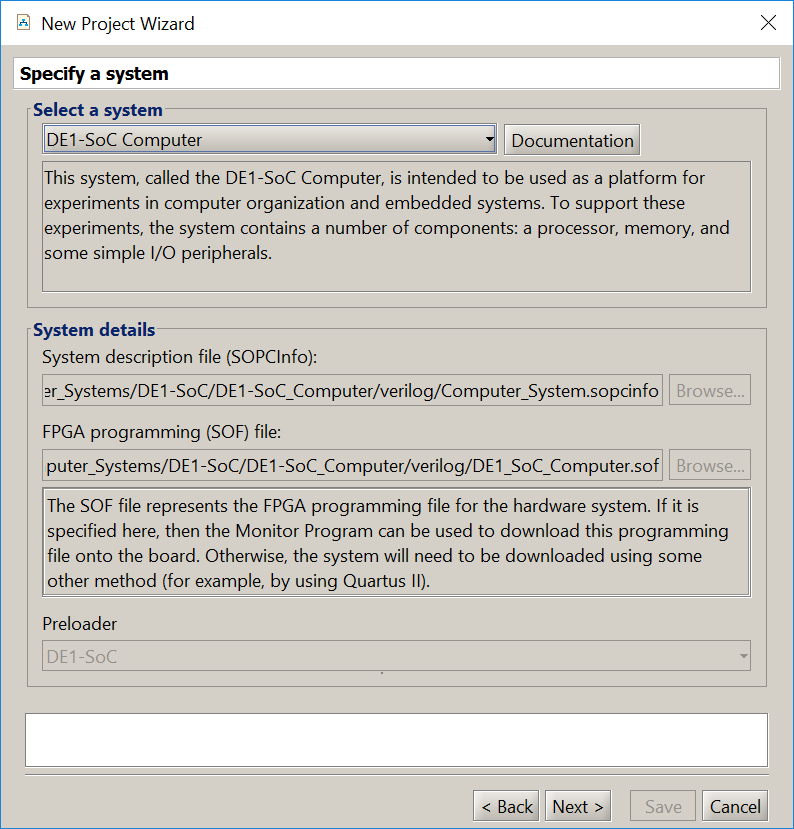 New Project Wizard
Specify a system
Select a system
DE1-SoC Computer
Documentation
This system, called the DE1-SoC Computer, is intended to be used as a platform for
experiments in computer organization and embedded systems. To support these
experiments, the system contains a number of components: a processor, memory, and
some simple I/O peripherals.
System details
System description file (SOPCInfo):
er_Systems/DE1-SoC/DE1-SoC_Computer/verilog/Computer_System.sopcinfo
Browse...
FPGA programming (SOF) file:
puter_Systems/DE1-SoC/DE1-SoC_Computer/verilog/DE1_SoC_Computer.sof
Browse...
The SOF file represents the FPGA programming file for the hardware system. If it is
specified here, then the Monitor Program can be used to download this programming
file onto the board. Otherwise, the system will need to be downloaded using some
other method (for example, by using Quartus II).
Preloader
DE1-SoC
< Back
Next >
Save
Cancel